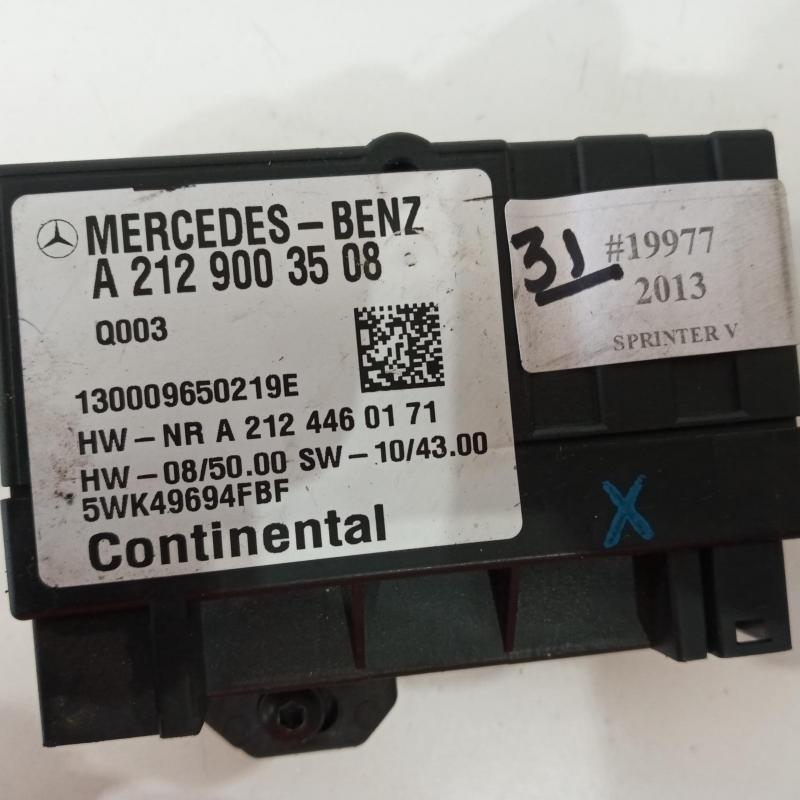 MERCEDES-BENZ
A 212 900 35 08
Q003
130009650219E
HW-NR A 212 446 01 71
HW-08/50.00 SW-10/43.00
5WK49694FBF
Continental
31
#19977
2013
SPRINTER V
X